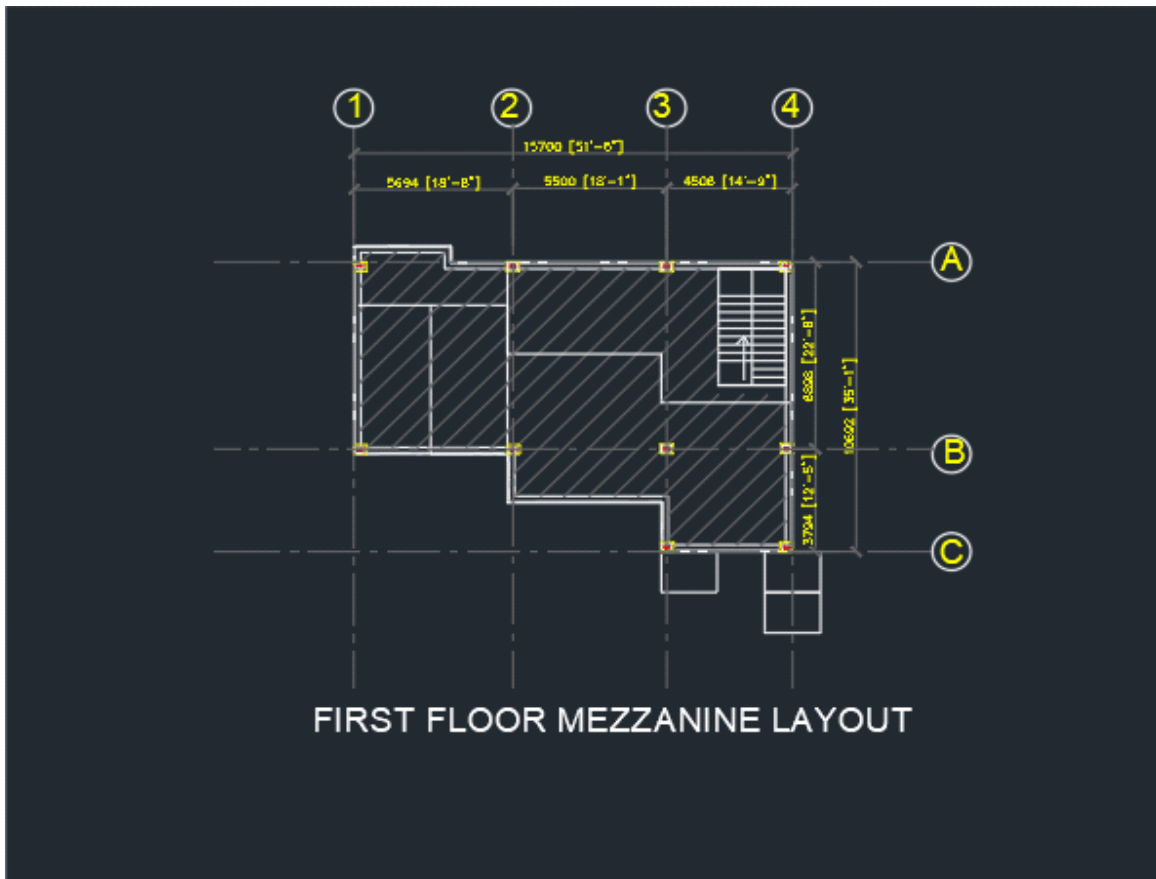 1 2 3 4
15700 [51'-6"]
5694 [18'-8"] 5500 [18'-1"] 4506 [14'-9"]
A
6898 [22'-8"]
10692 [35'-1"]
B
3794 [12'-5"]
C
FIRST FLOOR MEZZANINE LAYOUT